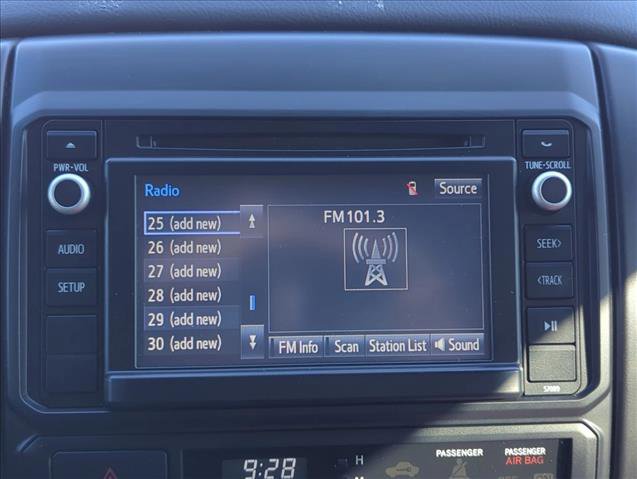 PWR•VOL
TUNE•SCROLL
Radio
Source
25 (add new)
26 (add new)
27 (add new)
28 (add new)
29 (add new)
30 (add new)
FM101.3
FM Info
Scan
Station List
Sound
AUDIO
SETUP
SEEK>
<TRACK
57089
9:28
H
M
PASSENGER
PASSENGER
AIR BAG